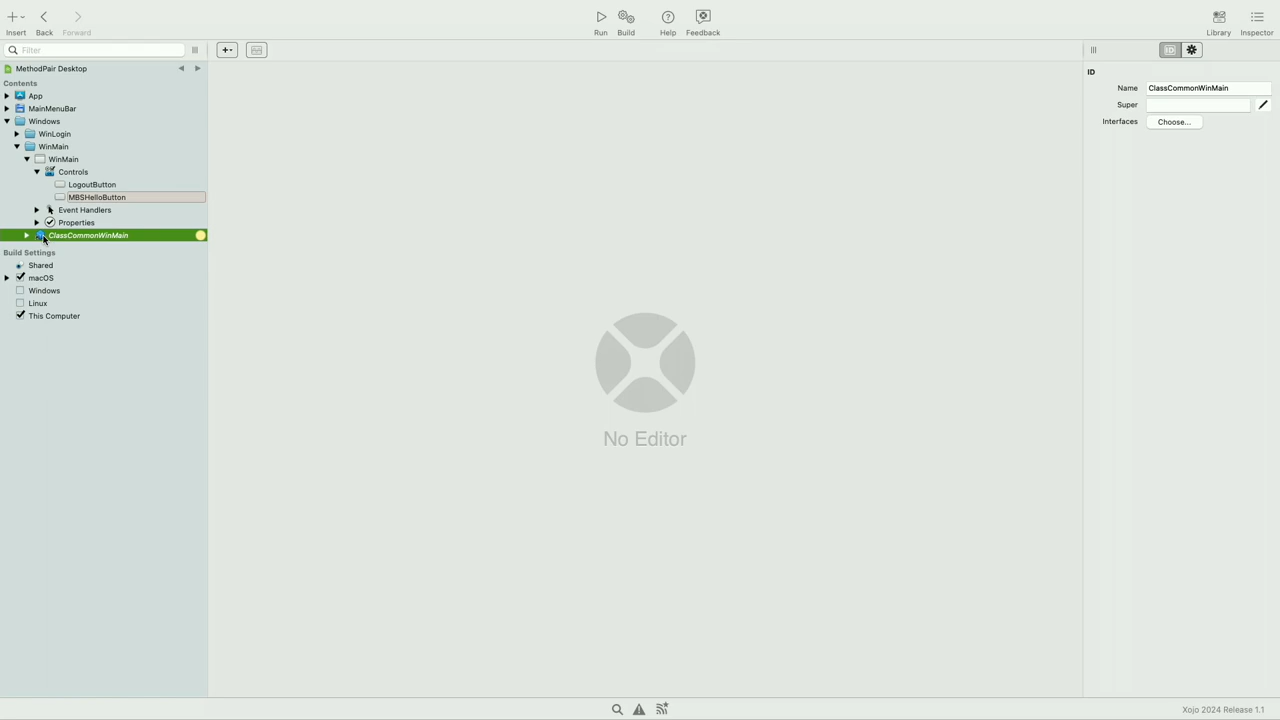 Insert
Back
Forward
Run
Build
Help
Feedback
Library
Inspector
Filter
MethodPair Desktop
Contents
App
MainMenuBar
Windows
WinLogin
WinMain
WinMain
Controls
LogoutButton
MBSHelloButton
Event Handlers
Properties
ClassCommonWinMain
Build Settings
Shared
macOS
Windows
Linux
This Computer
No Editor
ID
ID
Name ClassCommonWinMain
Super
Interfaces Choose...
Xojo 2024 Release 1.1